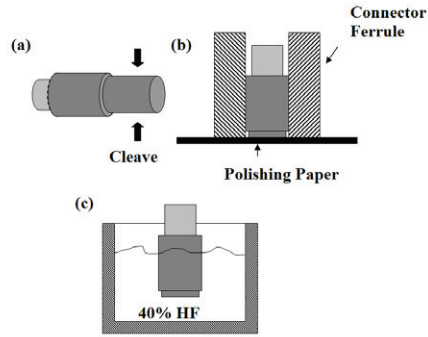 (a)
Cleave
(b)
Connector
Ferrule
Polishing Paper
(c)
40% HF